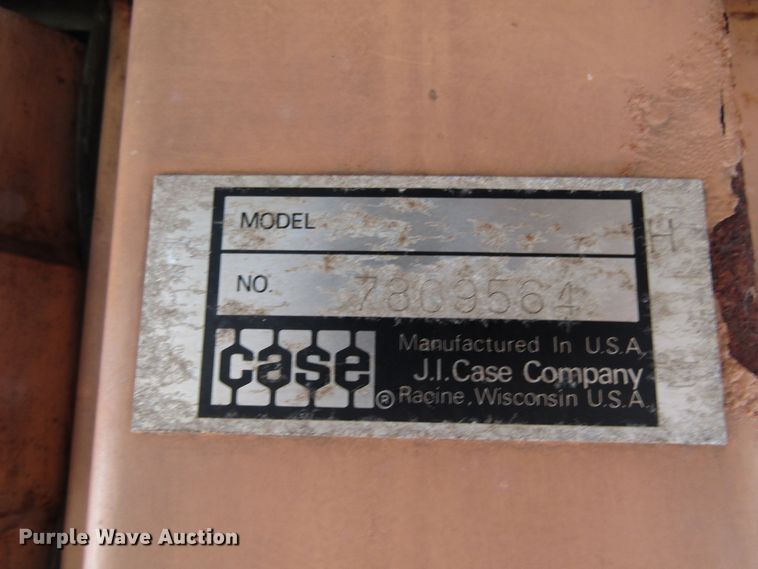 MODEL
H
NO. 7809564
case
Manufactured In U.S.A.
J.I.Case Company
® Racine, Wisconsin U.S.A.
Purple Wave Auction